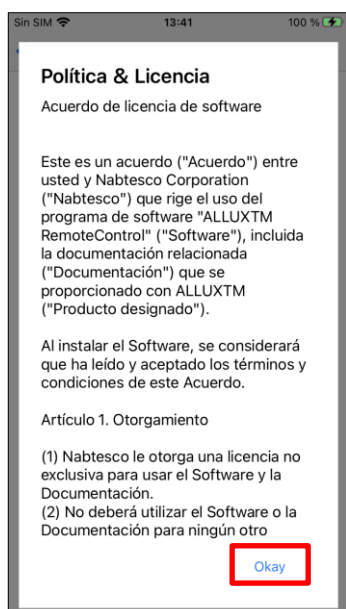 Sin SIM 13:41 100 %
Política & Licencia
Acuerdo de licencia de software
Este es un acuerdo ("Acuerdo") entre
usted y Nabtesco Corporation
("Nabtesco") que rige el uso del
programa de software "ALLUXTM
RemoteControl" ("Software"), incluida
la documentación relacionada
("Documentación") que se
proporcionado con ALLUXTM
("Producto designado").
Al instalar el Software, se considerará
que ha leído y aceptado los términos y
condiciones de este Acuerdo.
Artículo 1. Otorgamiento
(1) Nabtesco le otorga una licencia no
exclusiva para usar el Software y la
Documentación.
(2) No deberá utilizar el Software o la
Documentación para ningún otro
Okay